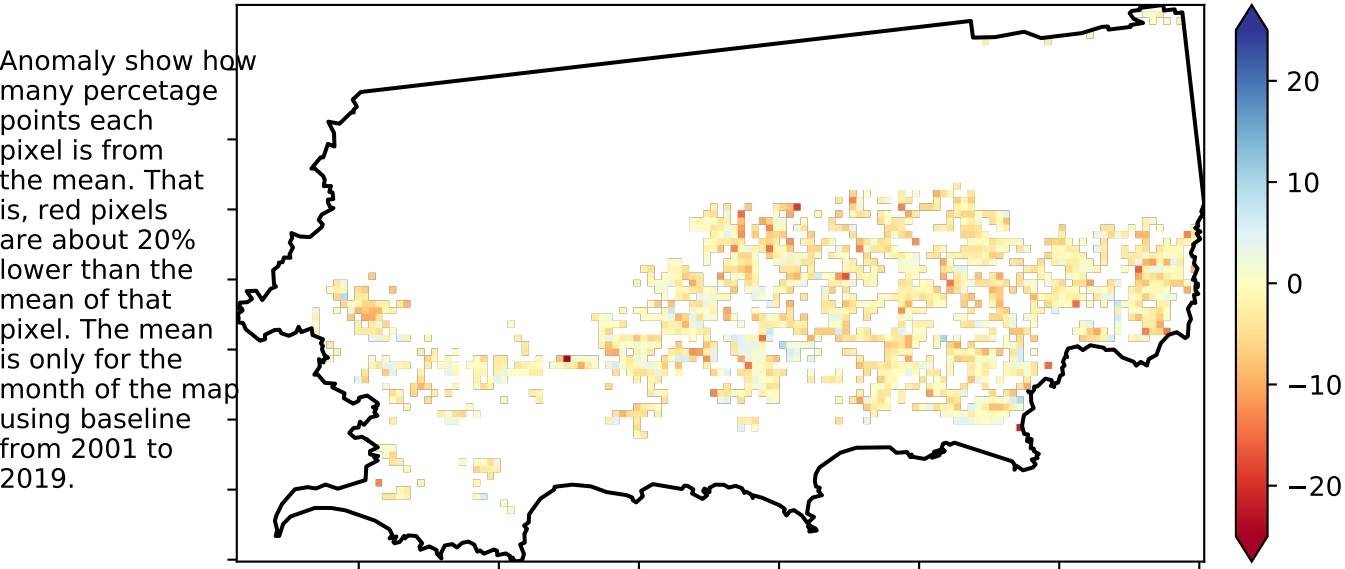 Anomaly show how
many percetage
points each
pixel is from
the mean. That
is, red pixels
are about 20%
lower than the
mean of that
pixel. The mean
is only for the
month of the map
using baseline
from 2001 to
2019.
20
10
0
−10
−20